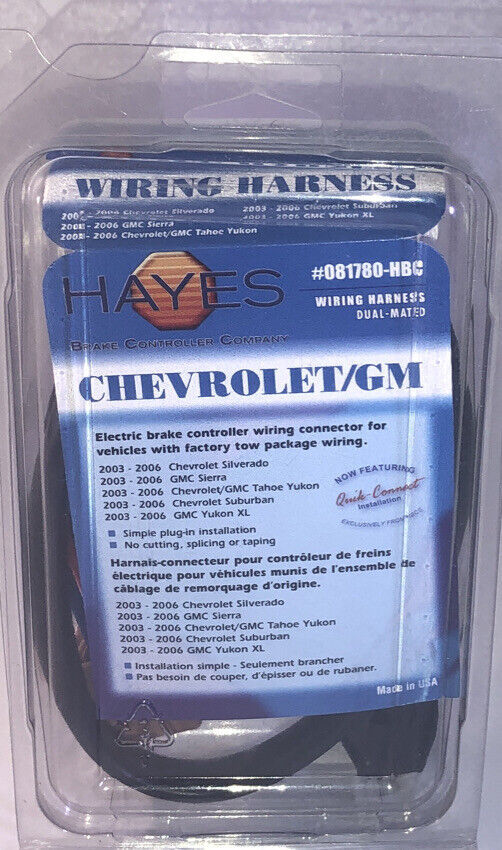 WIRING HARNESS
2003 - 2006 Chevrolet Silverado
2003 - 2006 Chevrolet Suburban
2003 - 2006 GMC Sierra
2003 - 2006 GMC Yukon XL
2003 - 2006 Chevrolet/GMC Tahoe Yukon
#081780-HBC
HAYES
WIRING HARNESS
DUAL-MATED
BRAKE CONTROLLER COMPANY
CHEVROLET/GM
Electric brake controller wiring connector for
vehicles with factory tow package wiring.
2003 - 2006 Chevrolet Silverado
2003 - 2006 GMC Sierra
2003 - 2006 Chevrolet/GMC Tahoe Yukon
2003 - 2006 Chevrolet Suburban
2003 - 2006 GMC Yukon XL
NOW FEATURING
Quik-Connect
Installation
EXCLUSIVELY FROM
■ Simple plug-in installation
■ No cutting, splicing or taping
Harnais-connecteur pour contrôleur de freins
électrique pour véhicules munis de l'ensemble de
câblage de remorquage d'origine.
2003 - 2006 Chevrolet Silverado
2003 - 2006 GMC Sierra
2003 - 2006 Chevrolet/GMC Tahoe Yukon
2003 - 2006 Chevrolet Suburban
2003 - 2006 GMC Yukon XL
■ Installation simple - Seulement brancher
■ Pas besoin de couper, d'épisser ou de rubaner.
Made in USA